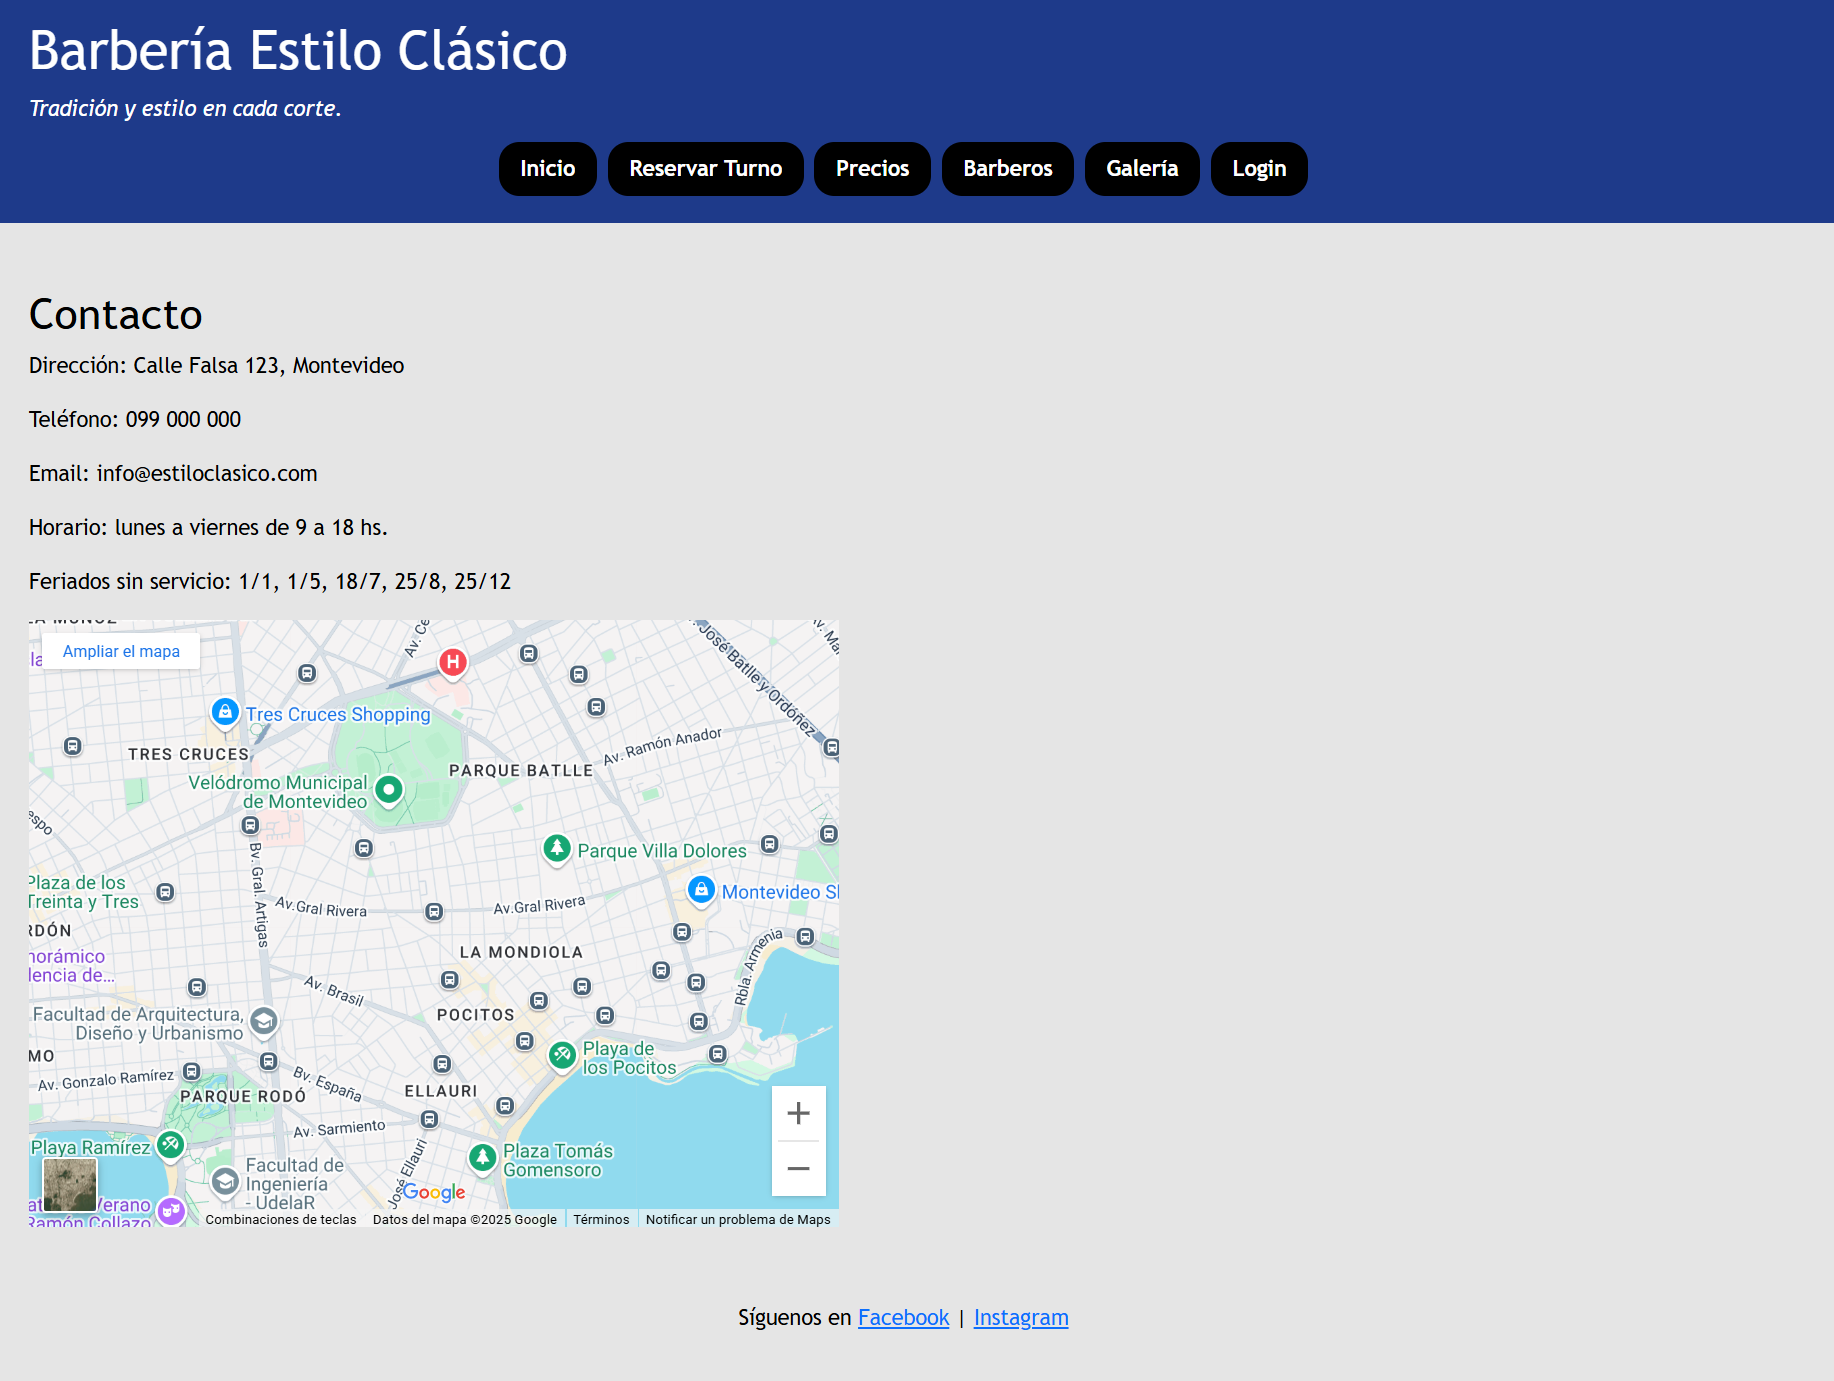 Barbería Estilo Clásico
Tradición y estilo en cada corte.
Inicio Reservar Turno Precios Barberos Galería Login
Contacto
Dirección: Calle Falsa 123, Montevideo
Teléfono: 099 000 000
Email: info@estiloclasico.com
Horario: lunes a viernes de 9 a 18 hs.
Feriados sin servicio: 1/1, 1/5, 18/7, 25/8, 25/12
Ampliar el mapa
Av. José Batlle y Ordóñez
H
Tres Cruces Shopping
Av. Ramón Anador
TRES CRUCES
PARQUE BATLLE
Velódromo Municipal
de Montevideo
Parque Villa Dolores
Bv. Gral. Artigas
Plaza de los
Treinta y Tres
Montevideo
Av.Gral Rivera
Av.Gral Rivera
LA MONDIOLA
Rbla. Armenia
Av. Brasil
Facultad de Arquitectura,
Diseño y Urbanismo
POCITOS
Playa de
los Pocitos
Av. Gonzalo Ramírez
Bv. España
ELLAURI
PARQUE RODÓ
Av. Sarmiento
Playa Ramírez
José Ellauri
Plaza Tomás
Gomensoro
Facultad de
Ingeniería
- UdelaR
Verano
Ramón Collazo
Google
Combinaciones de teclas Datos del mapa ©2025 Google Términos Notificar un problema de Maps
Síguenos en Facebook | Instagram